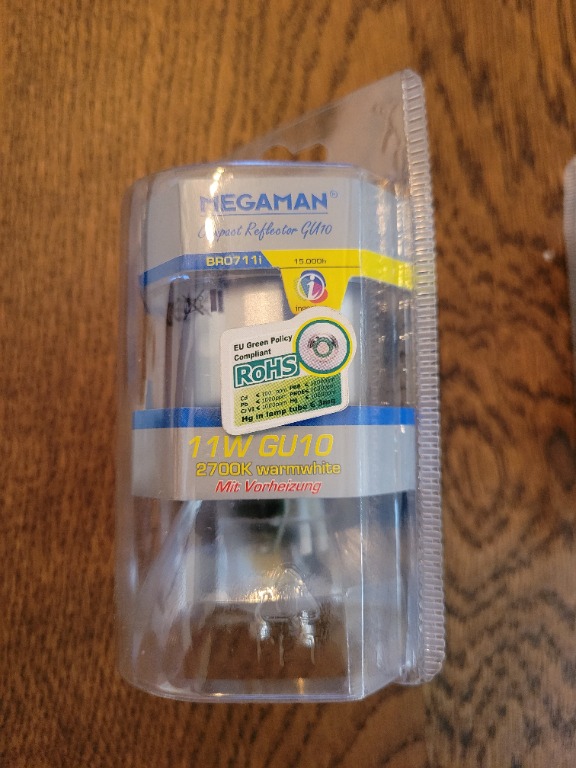 MEGAMAN®
Compact Reflector GU10
BR0711i
15.000h
i
EU Green Policy
Compliant
RoHS
Hg in lamp tube ≤ 3mg
11W GU10
2700K warmwhite
Mit Vorheizung